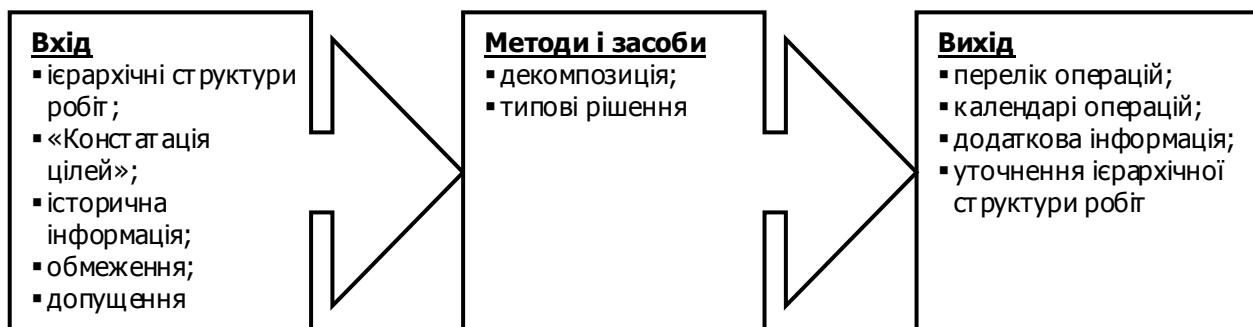 Вхід
▪ ієрархічні структури
робіт;
▪ «Констатація
цілей»;
▪ історична
інформація;
▪ обмеження;
▪ допущення
Методи і засоби
▪ декомпозиція;
▪ типові рішення
Вихід
▪ перелік операцій;
▪ календарі операцій;
▪ додаткова інформація;
▪ уточнення ієрархічної
структури робіт